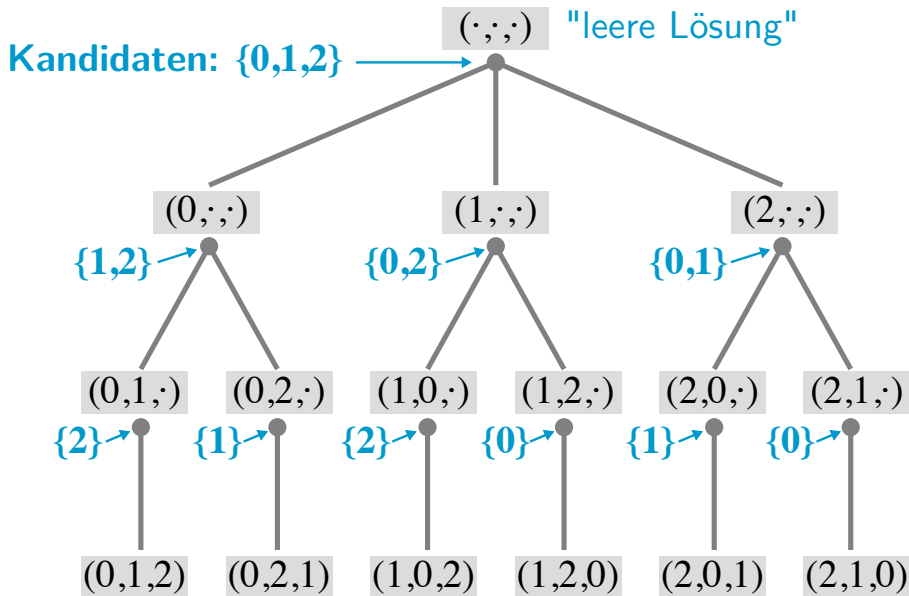 (·,·,·) "leere Lösung"
Kandidaten: {0,1,2}
(0,·,·) (1,·,·) (2,·,·)
{1,2} {0,2} {0,1}
(0,1,·) (0,2,·) (1,0,·) (1,2,·) (2,0,·) (2,1,·)
{2} {1} {2} {0} {1} {0}
(0,1,2) (0,2,1) (1,0,2) (1,2,0) (2,0,1) (2,1,0)